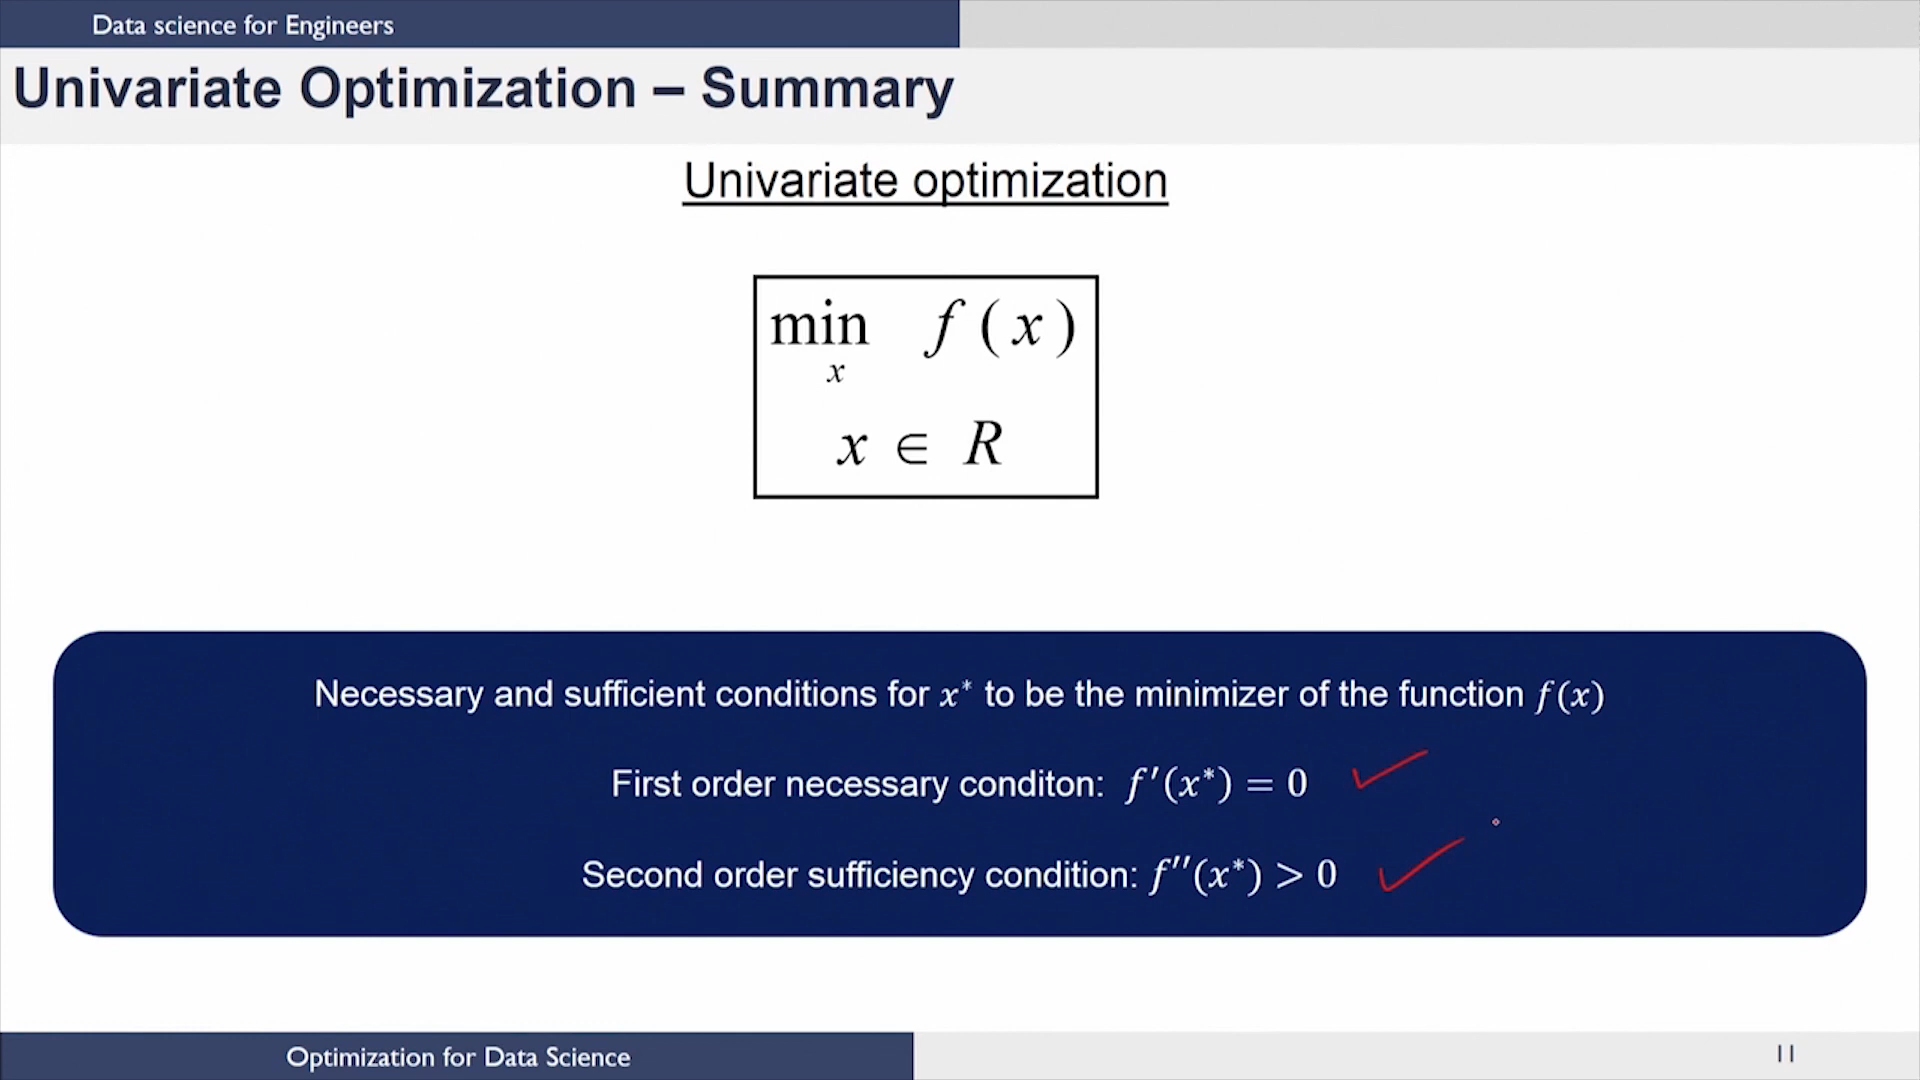 Data science for Engineers
Univariate Optimization – Summary
Univariate optimization
min f(x)
x
x ∈ R
Necessary and sufficient conditions for x* to be the minimizer of the function f(x)
First order necessary conditon: f′(x*) = 0
Second order sufficiency condition: f′′(x*) > 0
Optimization for Data Science
11